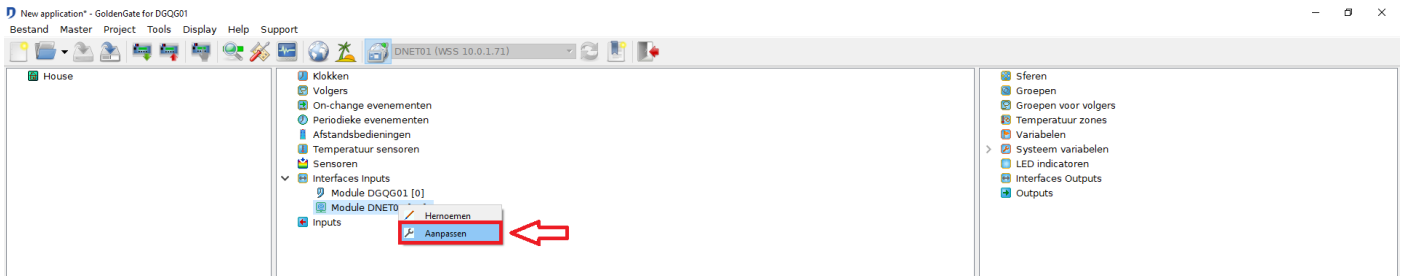 New application* - GoldenGate for DGQG01
Bestand Master Project Tools Display Help Support
DNET01 (WSS 10.0.1.71)
House
Klokken
Volgers
On-change evenementen
Periodieke evenementen
Afstandsbedieningen
Temperatuur sensoren
Sensoren
Interfaces Inputs
Module DGQG01 [0]
Module DNET0
Inputs
Hernoemen
Aanpassen
Sferen
Groepen
Groepen voor volgers
Temperatuur zones
Variabelen
Systeem variabelen
LED indicatoren
Interfaces Outputs
Outputs